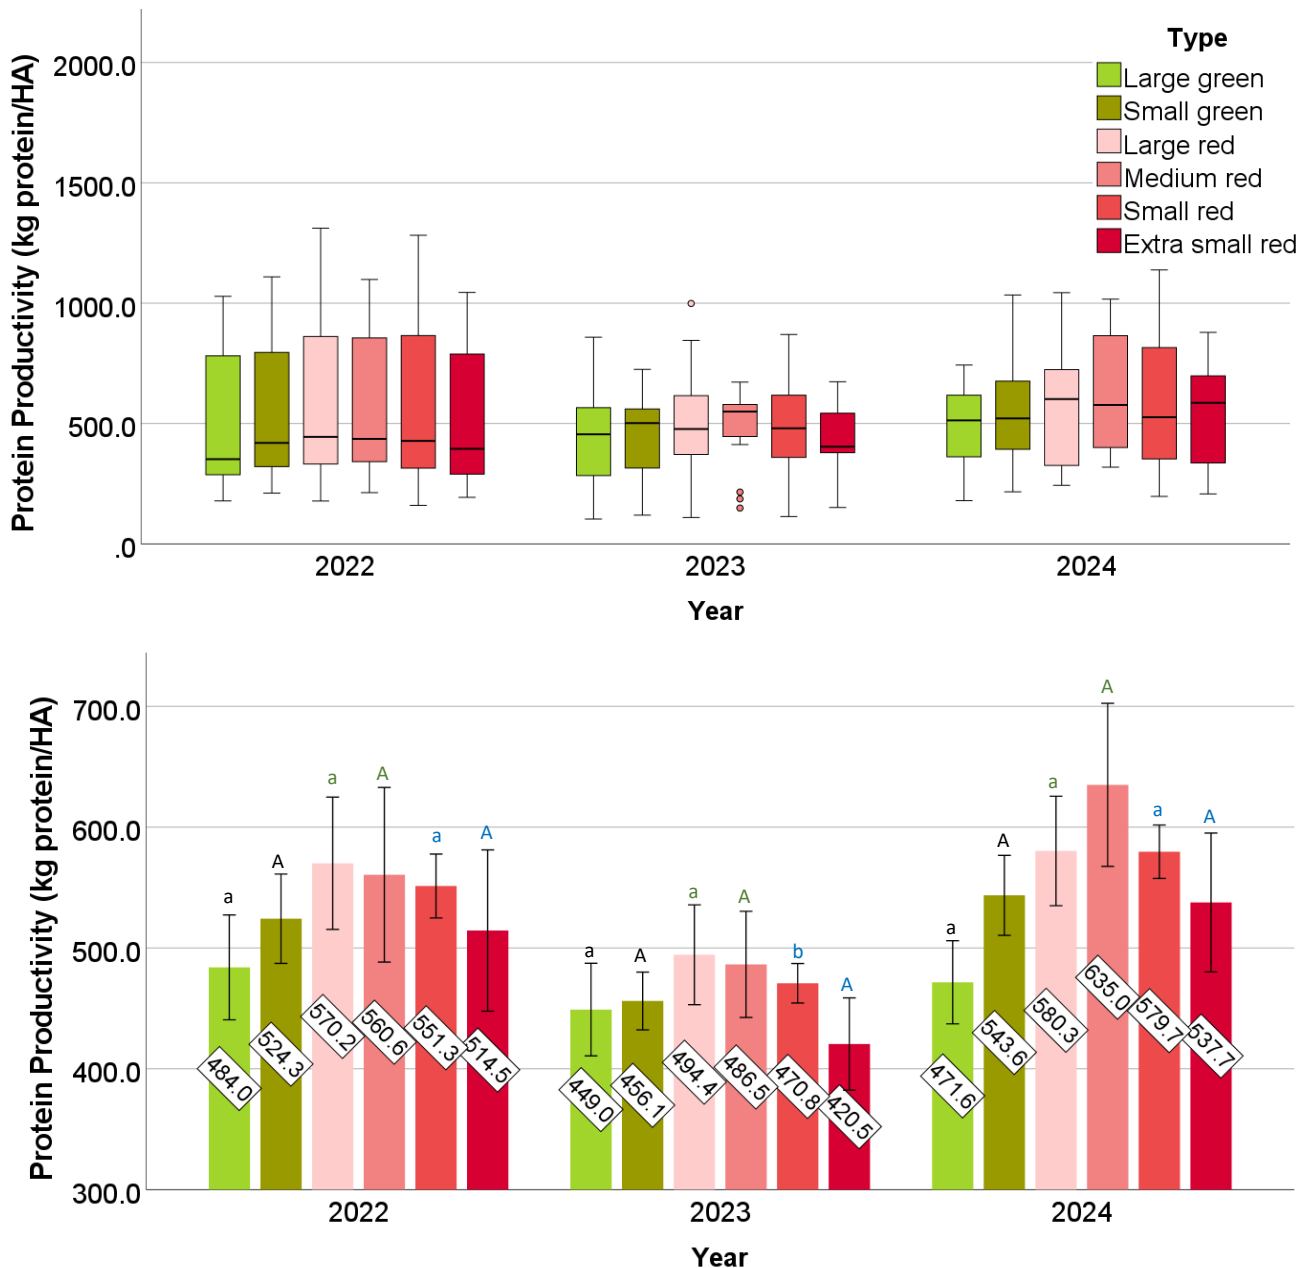 Type
Large green
Small green
Large red
Medium red
Small red
Extra small red
Protein Productivity (kg protein/HA)
2000.0
1500.0
1000.0
500.0
.0
2022 2023 2024
Year
Protein Productivity (kg protein/HA)
700.0
600.0
500.0
400.0
300.0
a A a A a A a A a A b A a A a A a A
484.0 524.3 570.2 560.6 551.3 514.5 449.0 456.1 494.4 486.5 470.8 420.5 471.6 543.6 580.3 635.0 579.7 537.7
2022 2023 2024
Year